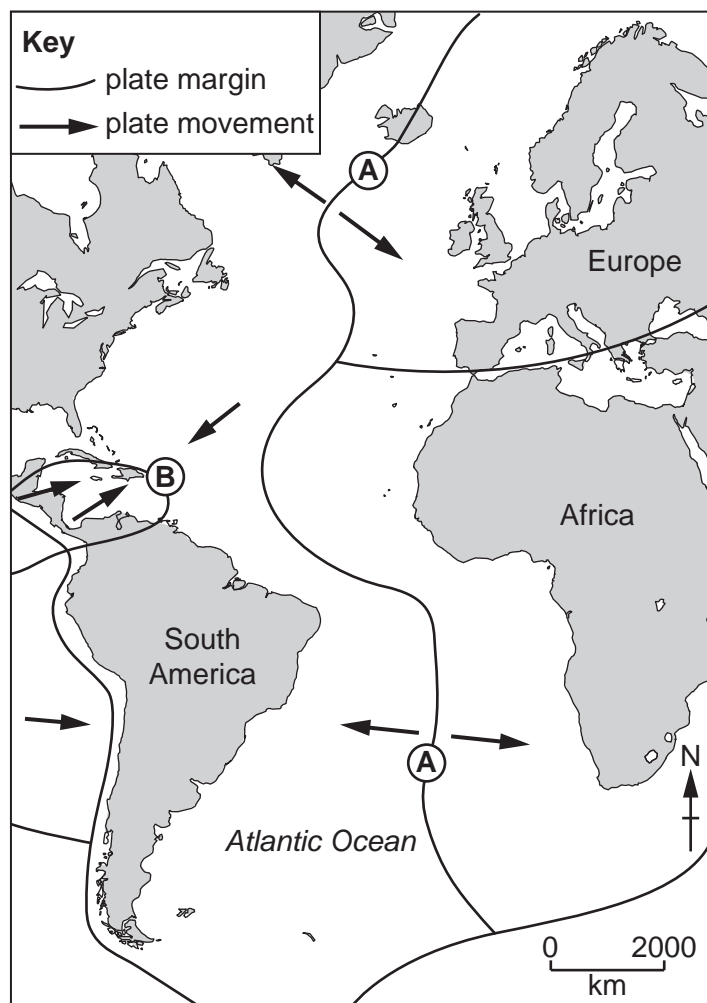 Key
plate margin
plate movement
A
Europe
B
Africa
South
America
A
N
Atlantic Ocean
0 2000
km